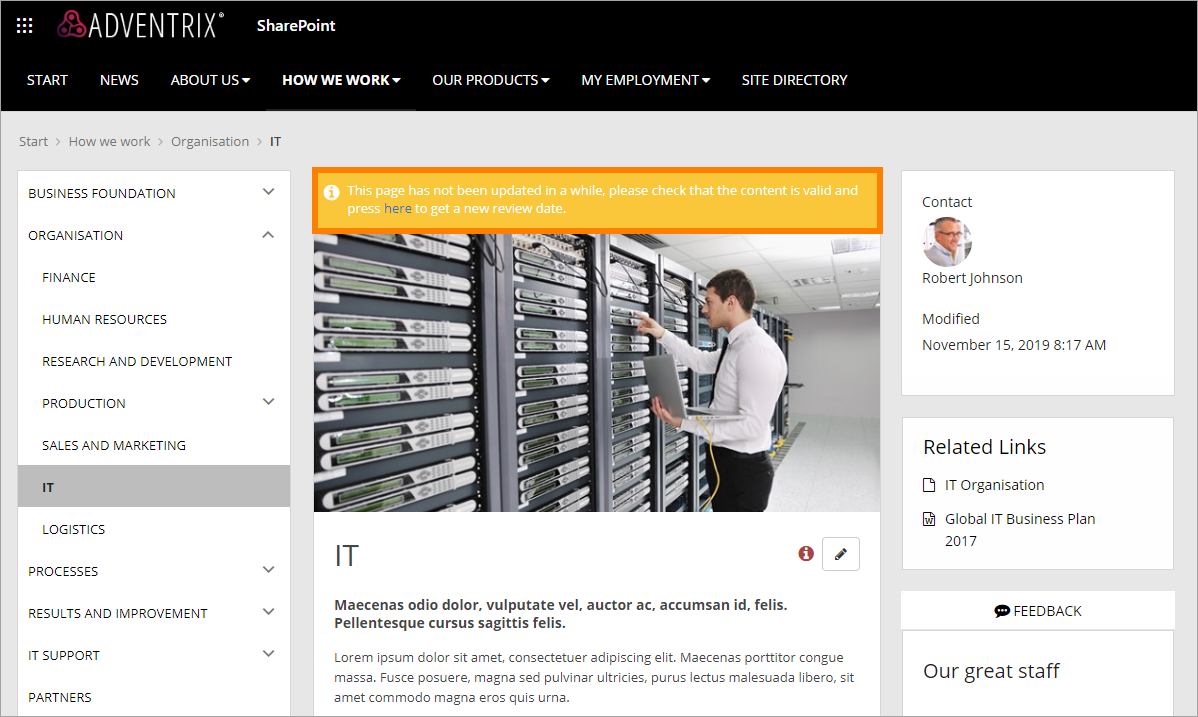 ADVENTRIX®
SharePoint
START
NEWS
ABOUT US
HOW WE WORK
OUR PRODUCTS
MY EMPLOYMENT
SITE DIRECTORY
Start > How we work > Organisation > IT
BUSINESS FOUNDATION
ORGANISATION
FINANCE
HUMAN RESOURCES
RESEARCH AND DEVELOPMENT
PRODUCTION
SALES AND MARKETING
IT
LOGISTICS
PROCESSES
RESULTS AND IMPROVEMENT
IT SUPPORT
PARTNERS
This page has not been updated in a while, please check that the content is valid and
press here to get a new review date.
IT
Maecenas odio dolor, vulputate vel, auctor ac, accumsan id, felis.
Pellentesque cursus sagittis felis.
Lorem ipsum dolor sit amet, consectetuer adipiscing elit. Maecenas porttitor congue
massa. Fusce posuere, magna sed pulvinar ultricies, purus lectus malesuada libero, sit
amet commodo magna eros quis urna.
Contact
Robert Johnson
Modified
November 15, 2019 8:17 AM
Related Links
IT Organisation
Global IT Business Plan
2017
FEEDBACK
Our great staff